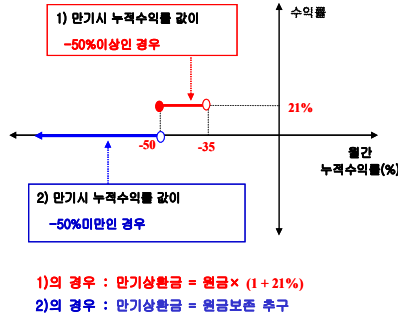 1) 만기시 누적수익률 값이
-50%이상인 경우
수익률
21%
-50
-35
월간
누적수익률(%)
2) 만기시 누적수익률 값이
-50%미만인 경우
1)의 경우 : 만기상환금 = 원금× (1 + 21%)
2)의 경우 : 만기상환금 = 원금보존 추구